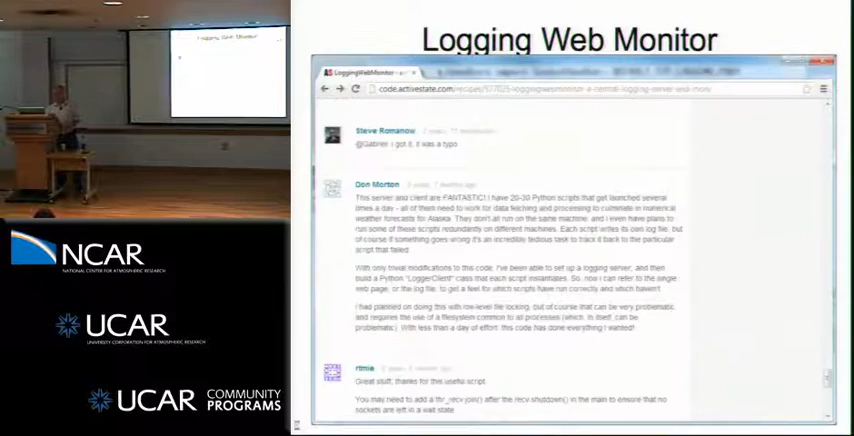 Logging Web Monitor
Logging Web Monitor
LoggingWebMonitor
code.activestate.com/recipes/
Steve Romanow
@Gabriel: I got it, it was a typo.
Don Morton
This server and client are FANTASTIC! I have 20-30 Python scripts that get launched several
times a day - all of them need to work for data fetching and processing to culminate in numerical
weather forecasts for Alaska. They don't all run on the same machine, and I even have plans to
run some of these scripts redundantly on different machines. Each script writes its own log file, but
of course if something goes wrong it's an incredibly tedious task to track it back to the particular
script that failed
With only trivial modifications to this code, I've been able to set up a logging server, and then
build a Python "LoggerClient" class that each script instantiates. So, now I can refer to the single
web page, or the log file, to get a feel for which scripts have run correctly and which haven't.
I had planned on doing this with low-level file locking, but of course that can be very problematic
and requires the use of a filesystem common to all processes (which, in itself, can be
problematic). With less than a day of effort, this code has done everything I wanted!
rtmie
Great stuff, thanks for this useful script.
You may need to add a thr_recv.join() after the recv.shutdown() in the main to ensure that no
sockets are left in a wait state
NCAR
NATIONAL CENTER FOR ATMOSPHERIC RESEARCH
UCAR
UNIVERSITY CORPORATION FOR ATMOSPHERIC RESEARCH
UCAR
COMMUNITY
PROGRAMS